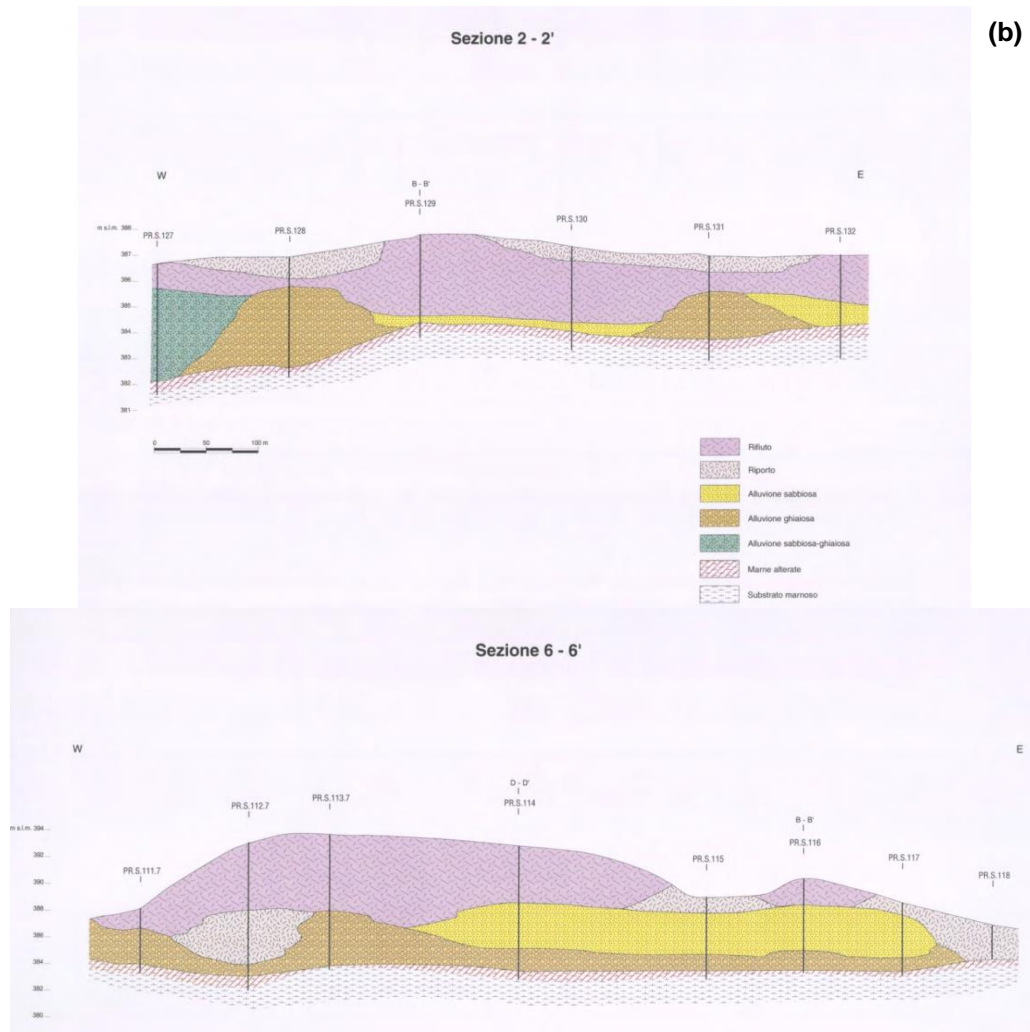 (b)
Sezione 2 - 2'
W
E
B - B'
PR.S.129
PR.S.130
PR.S.131
PR.S.132
PR.S.128
PR.S.127
m s.l.m. 388
387
386
385
384
383
382
381
0 50 100 m
Rifiuto
Riporto
Alluvione sabbiosa
Alluvione ghiaiosa
Alluvione sabbiosa-ghiaiosa
Marne alterate
Substrato marnoso
Sezione 6 - 6'
W
E
D - D'
PR.S.114
PR.S.113.7
PR.S.112.7
B - B'
PR.S.116
PR.S.115
PR.S.117
PR.S.111.7
PR.S.118
m s.l.m. 394
390
388
386
384
382
380